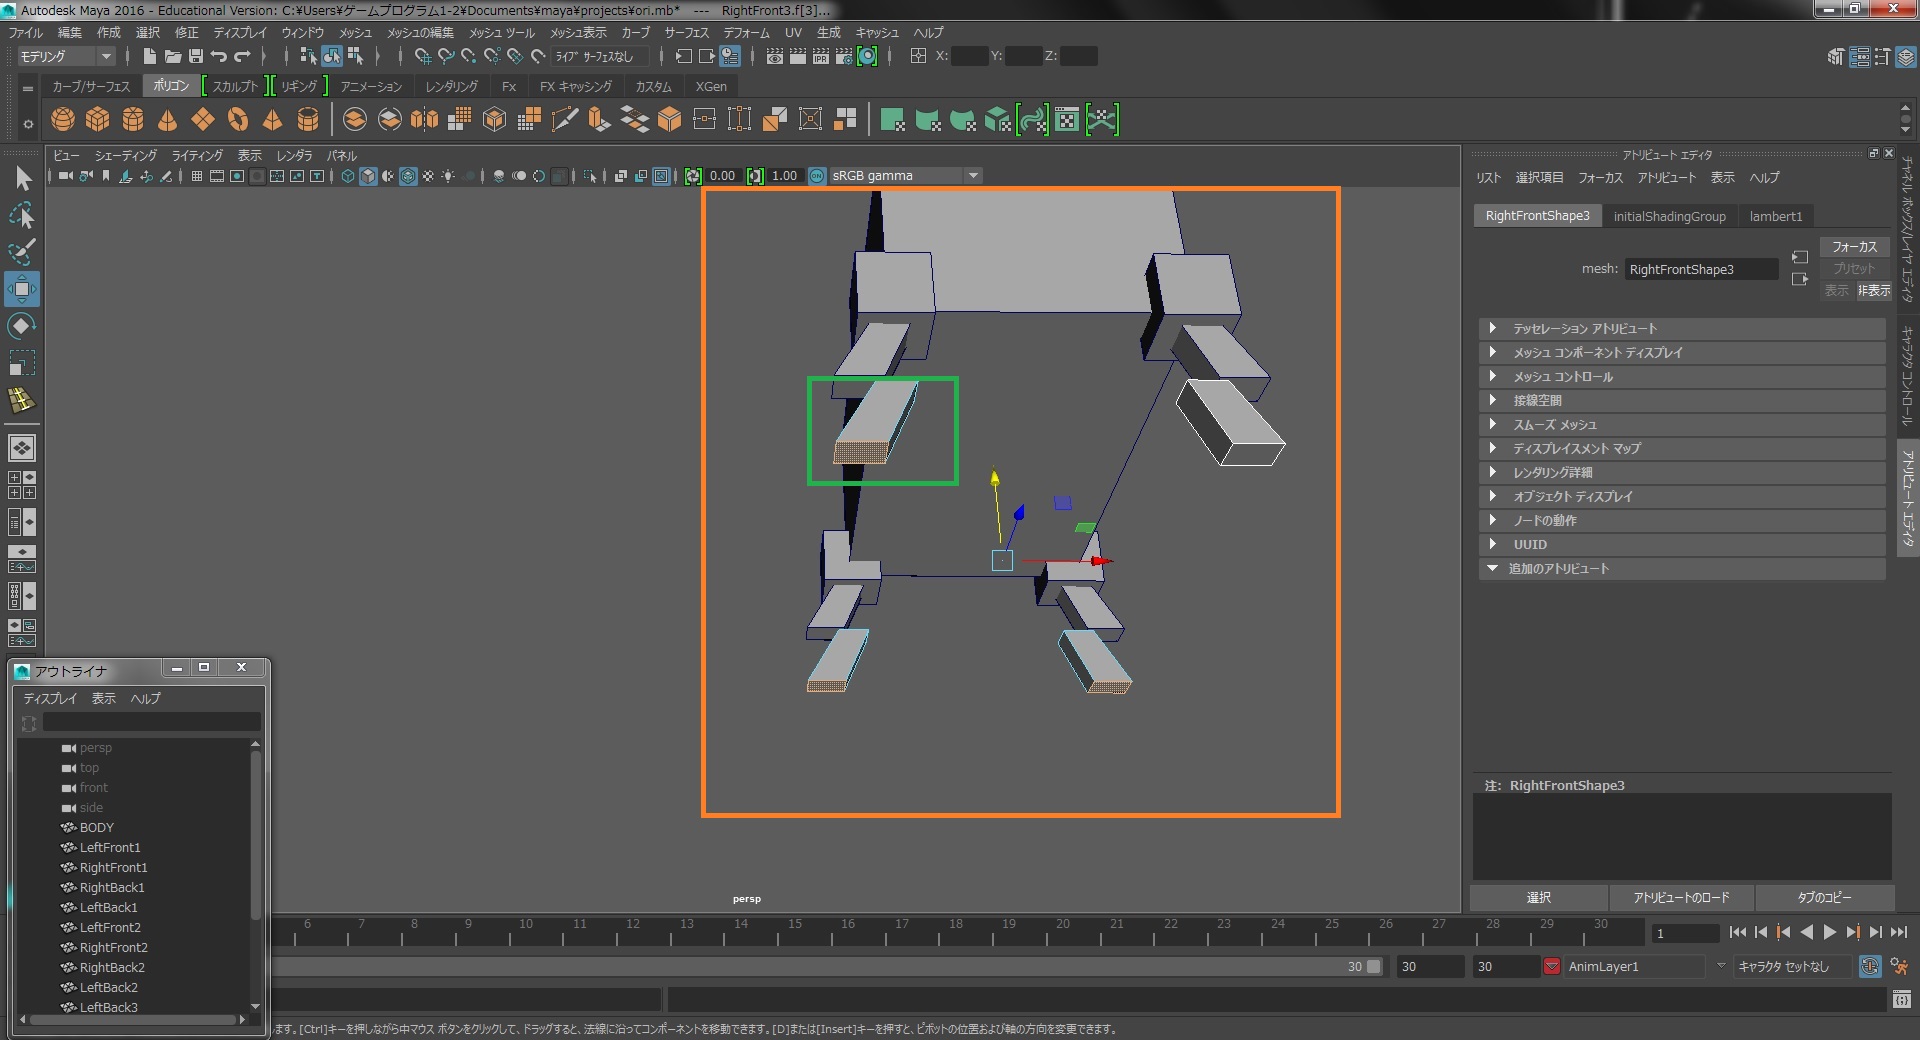 Autodesk Maya 2016 - Educational Version: C:¥Users¥ゲームプログラム1-2¥Documents¥maya¥projects¥ori.mb* --- RightFront3.f[3]...
ファイル 編集 作成 選択 修正 ディスプレイ ウィンドウ メッシュ メッシュの編集 メッシュ ツール メッシュ表示 カーブ サーフェス デフォーム UV 生成 キャッシュ ヘルプ
モデリング ライブ サーフェスなし IPR X: Y: Z:
カーブ/サーフェス ポリゴン スカルプト リギング アニメーション レンダリング Fx FX キャッシング カスタム XGen
ビュー シェーディング ライティング 表示 レンダラ パネル
0.00 1.00 ON sRGB gamma
persp
アトリビュート エディタ
リスト 選択項目 フォーカス アトリビュート 表示 ヘルプ
RightFrontShape3 initialShadingGroup lambert1
フォーカス
mesh: RightFrontShape3
プリセット
表示 非表示
テッセレーション アトリビュート
メッシュ コンポーネント ディスプレイ
メッシュ コントロール
接線空間
スムーズ メッシュ
ディスプレイスメント マップ
レンダリング詳細
オブジェクト ディスプレイ
ノードの動作
UUID
追加のアトリビュート
注: RightFrontShape3
選択 アトリビュートのロード タブのコピー
チャネル ボックス/レイヤ エディタ
キャラクタ コントロール
アトリビュート エディタ
アウトライナ
ディスプレイ 表示 ヘルプ
persp
top
front
side
BODY
LeftFront1
RightFront1
RightBack1
LeftBack1
LeftFront2
RightFront2
RightBack2
LeftBack2
LeftBack3
6 7 8 9 10 11 12 13 14 15 16 17 18 19 20 21 22 23 24 25 26 27 28 29 30
1
30 30 30 AnimLayer1 キャラクタ セットなし
ます。[Ctrl]キーを押しながら中マウス ボタンをクリックして、ドラッグすると、法線に沿ってコンポーネントを移動できます。[D]または[Insert]キーを押すと、ピボットの位置および軸の方向を変更できます。